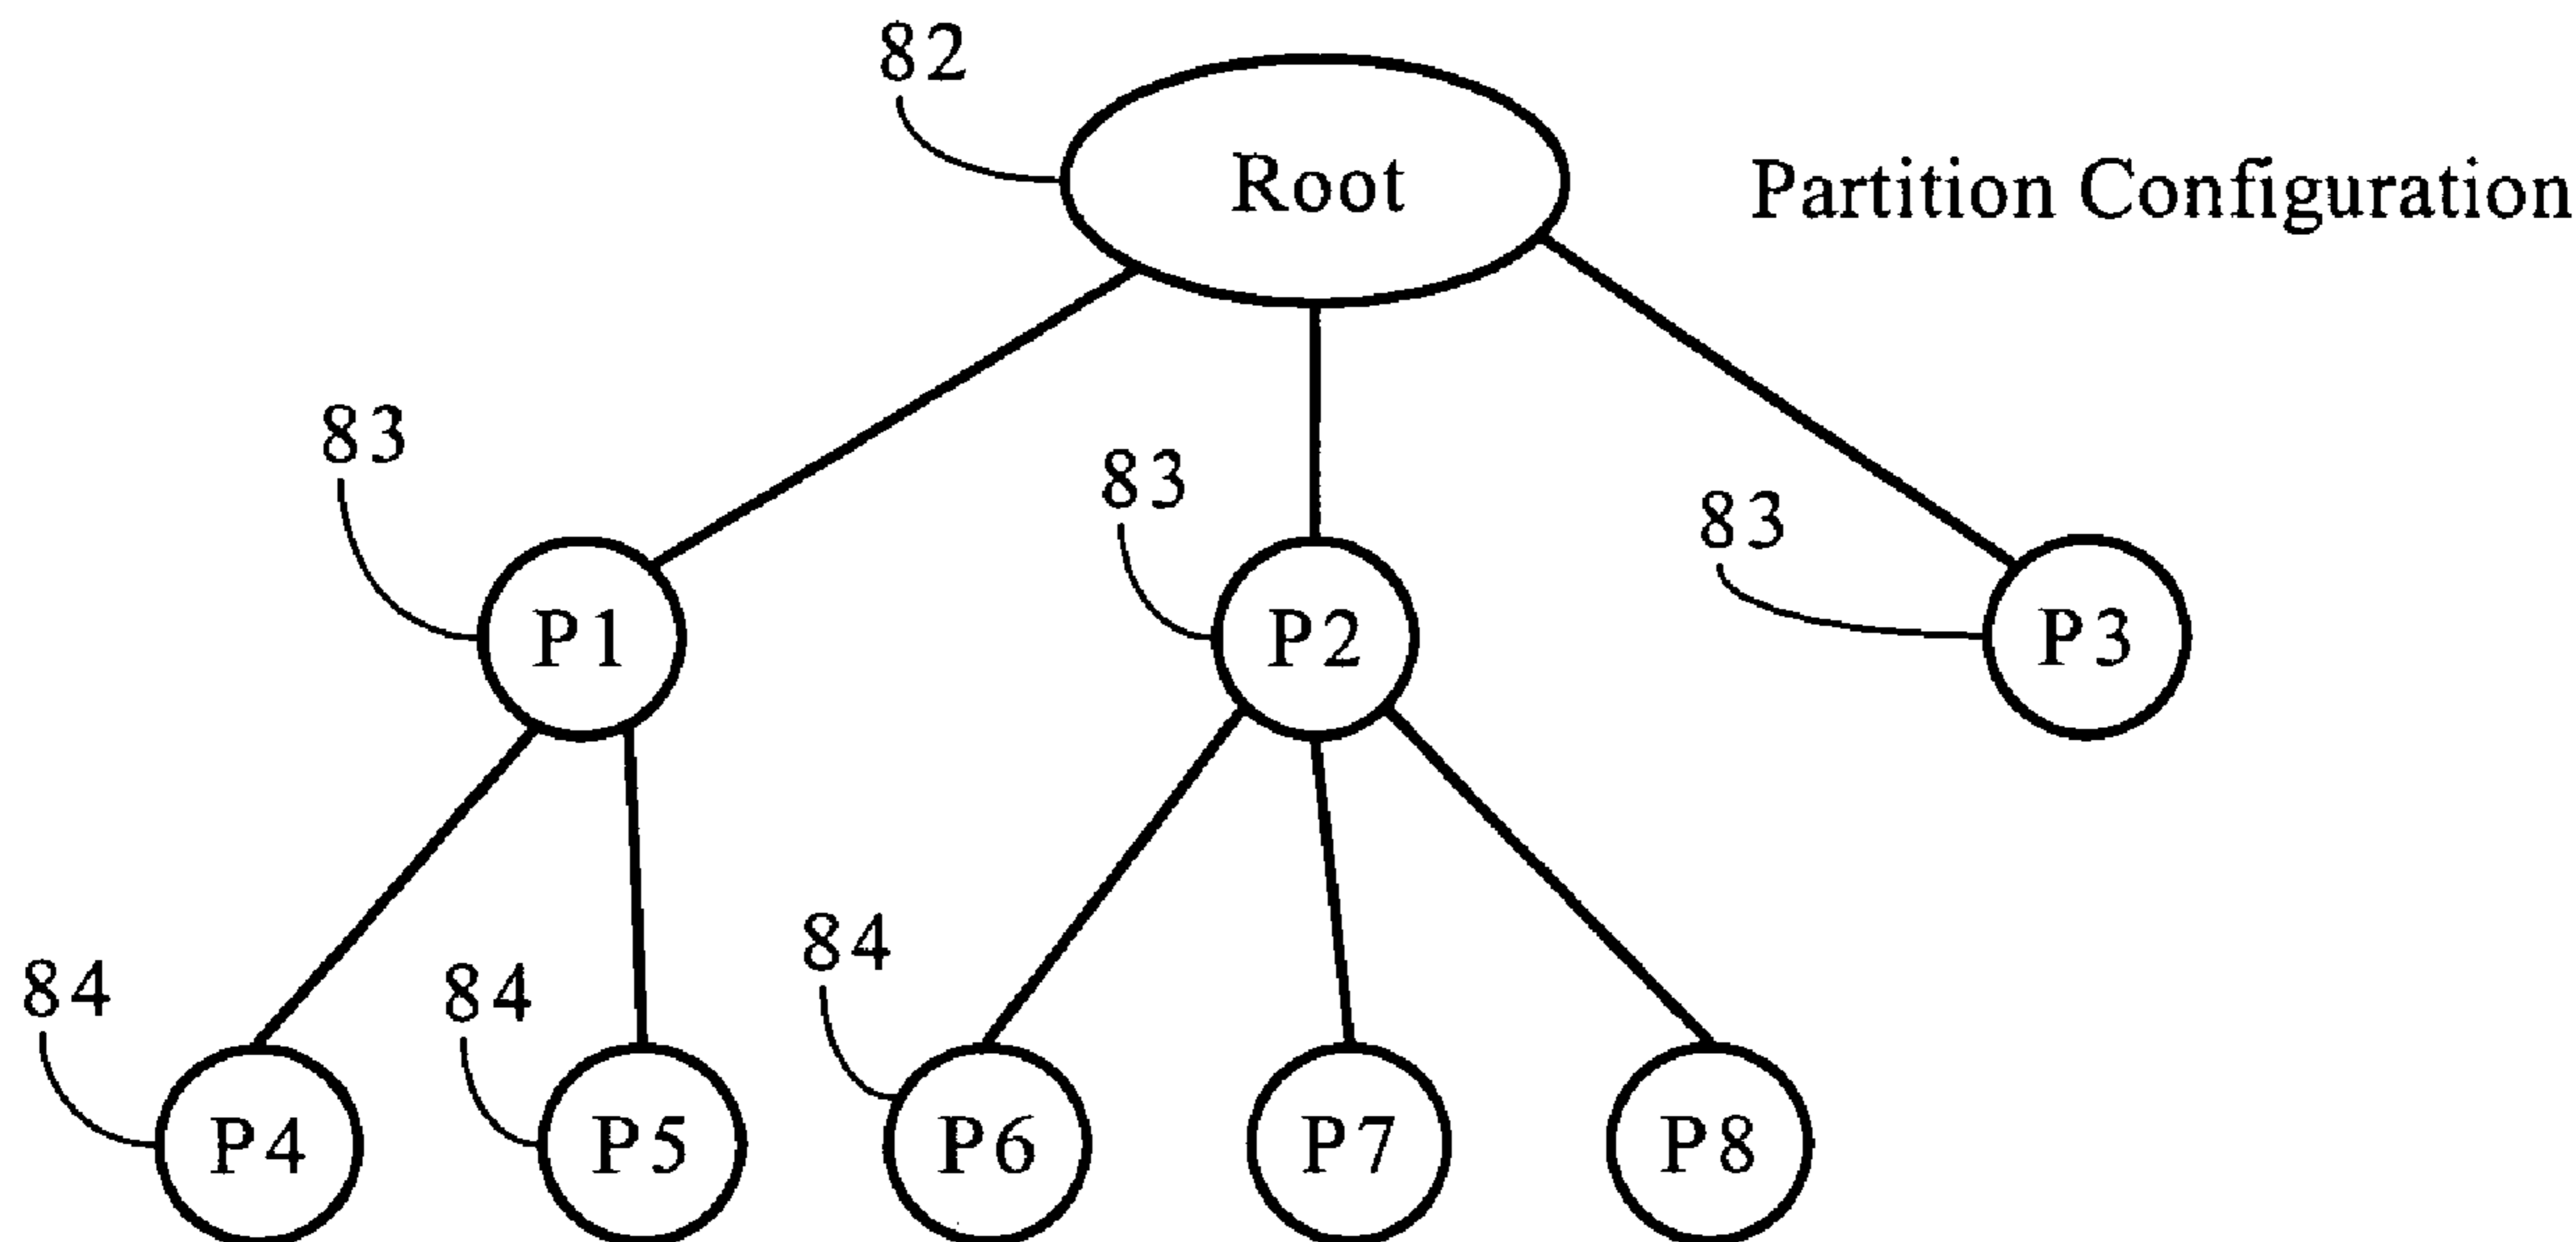 82
Root
Partition Configuration
83
83
83
P1
P2
P3
84
84
84
P4
P5
P6
P7
P8